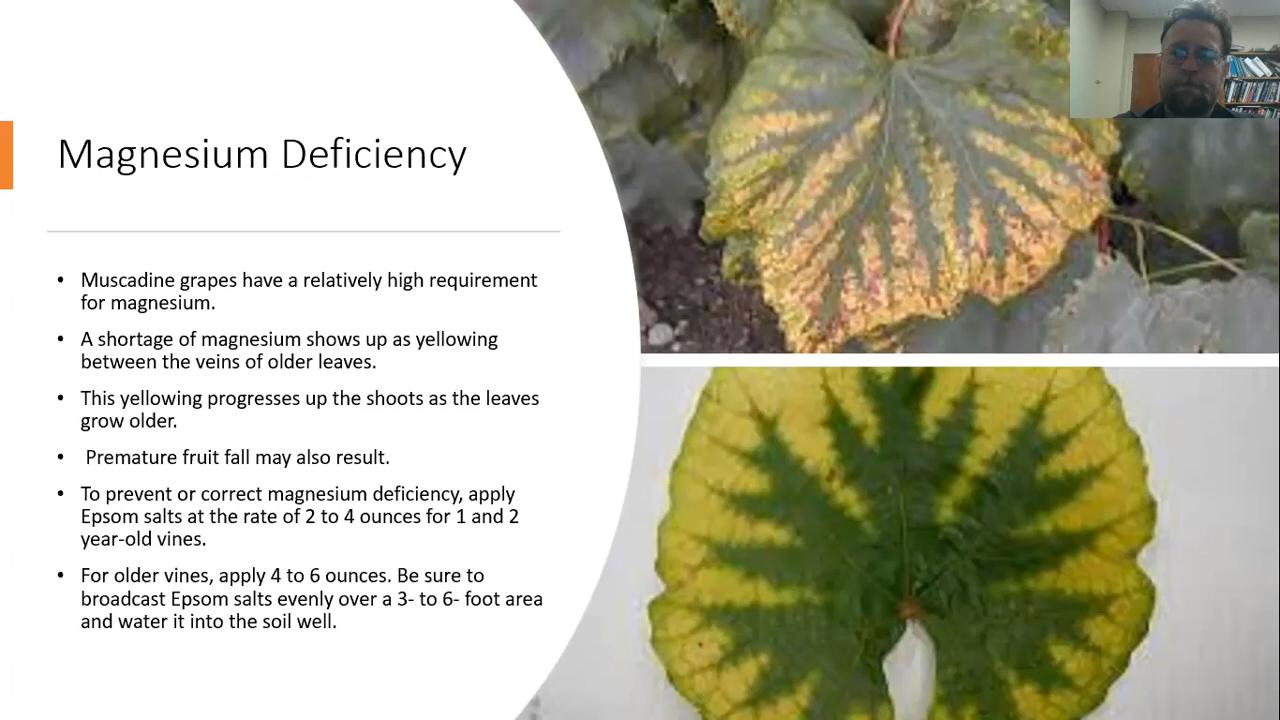 Magnesium Deficiency
• Muscadine grapes have a relatively high requirement
for magnesium.
• A shortage of magnesium shows up as yellowing
between the veins of older leaves.
• This yellowing progresses up the shoots as the leaves
grow older.
• Premature fruit fall may also result.
• To prevent or correct magnesium deficiency, apply
Epsom salts at the rate of 2 to 4 ounces for 1 and 2
year-old vines.
• For older vines, apply 4 to 6 ounces. Be sure to
broadcast Epsom salts evenly over a 3- to 6- foot area
and water it into the soil well.